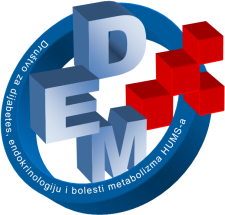 D
E
M
Društvo za dijabetes, endokrinologiju i bolesti metabolizma HUMS-a